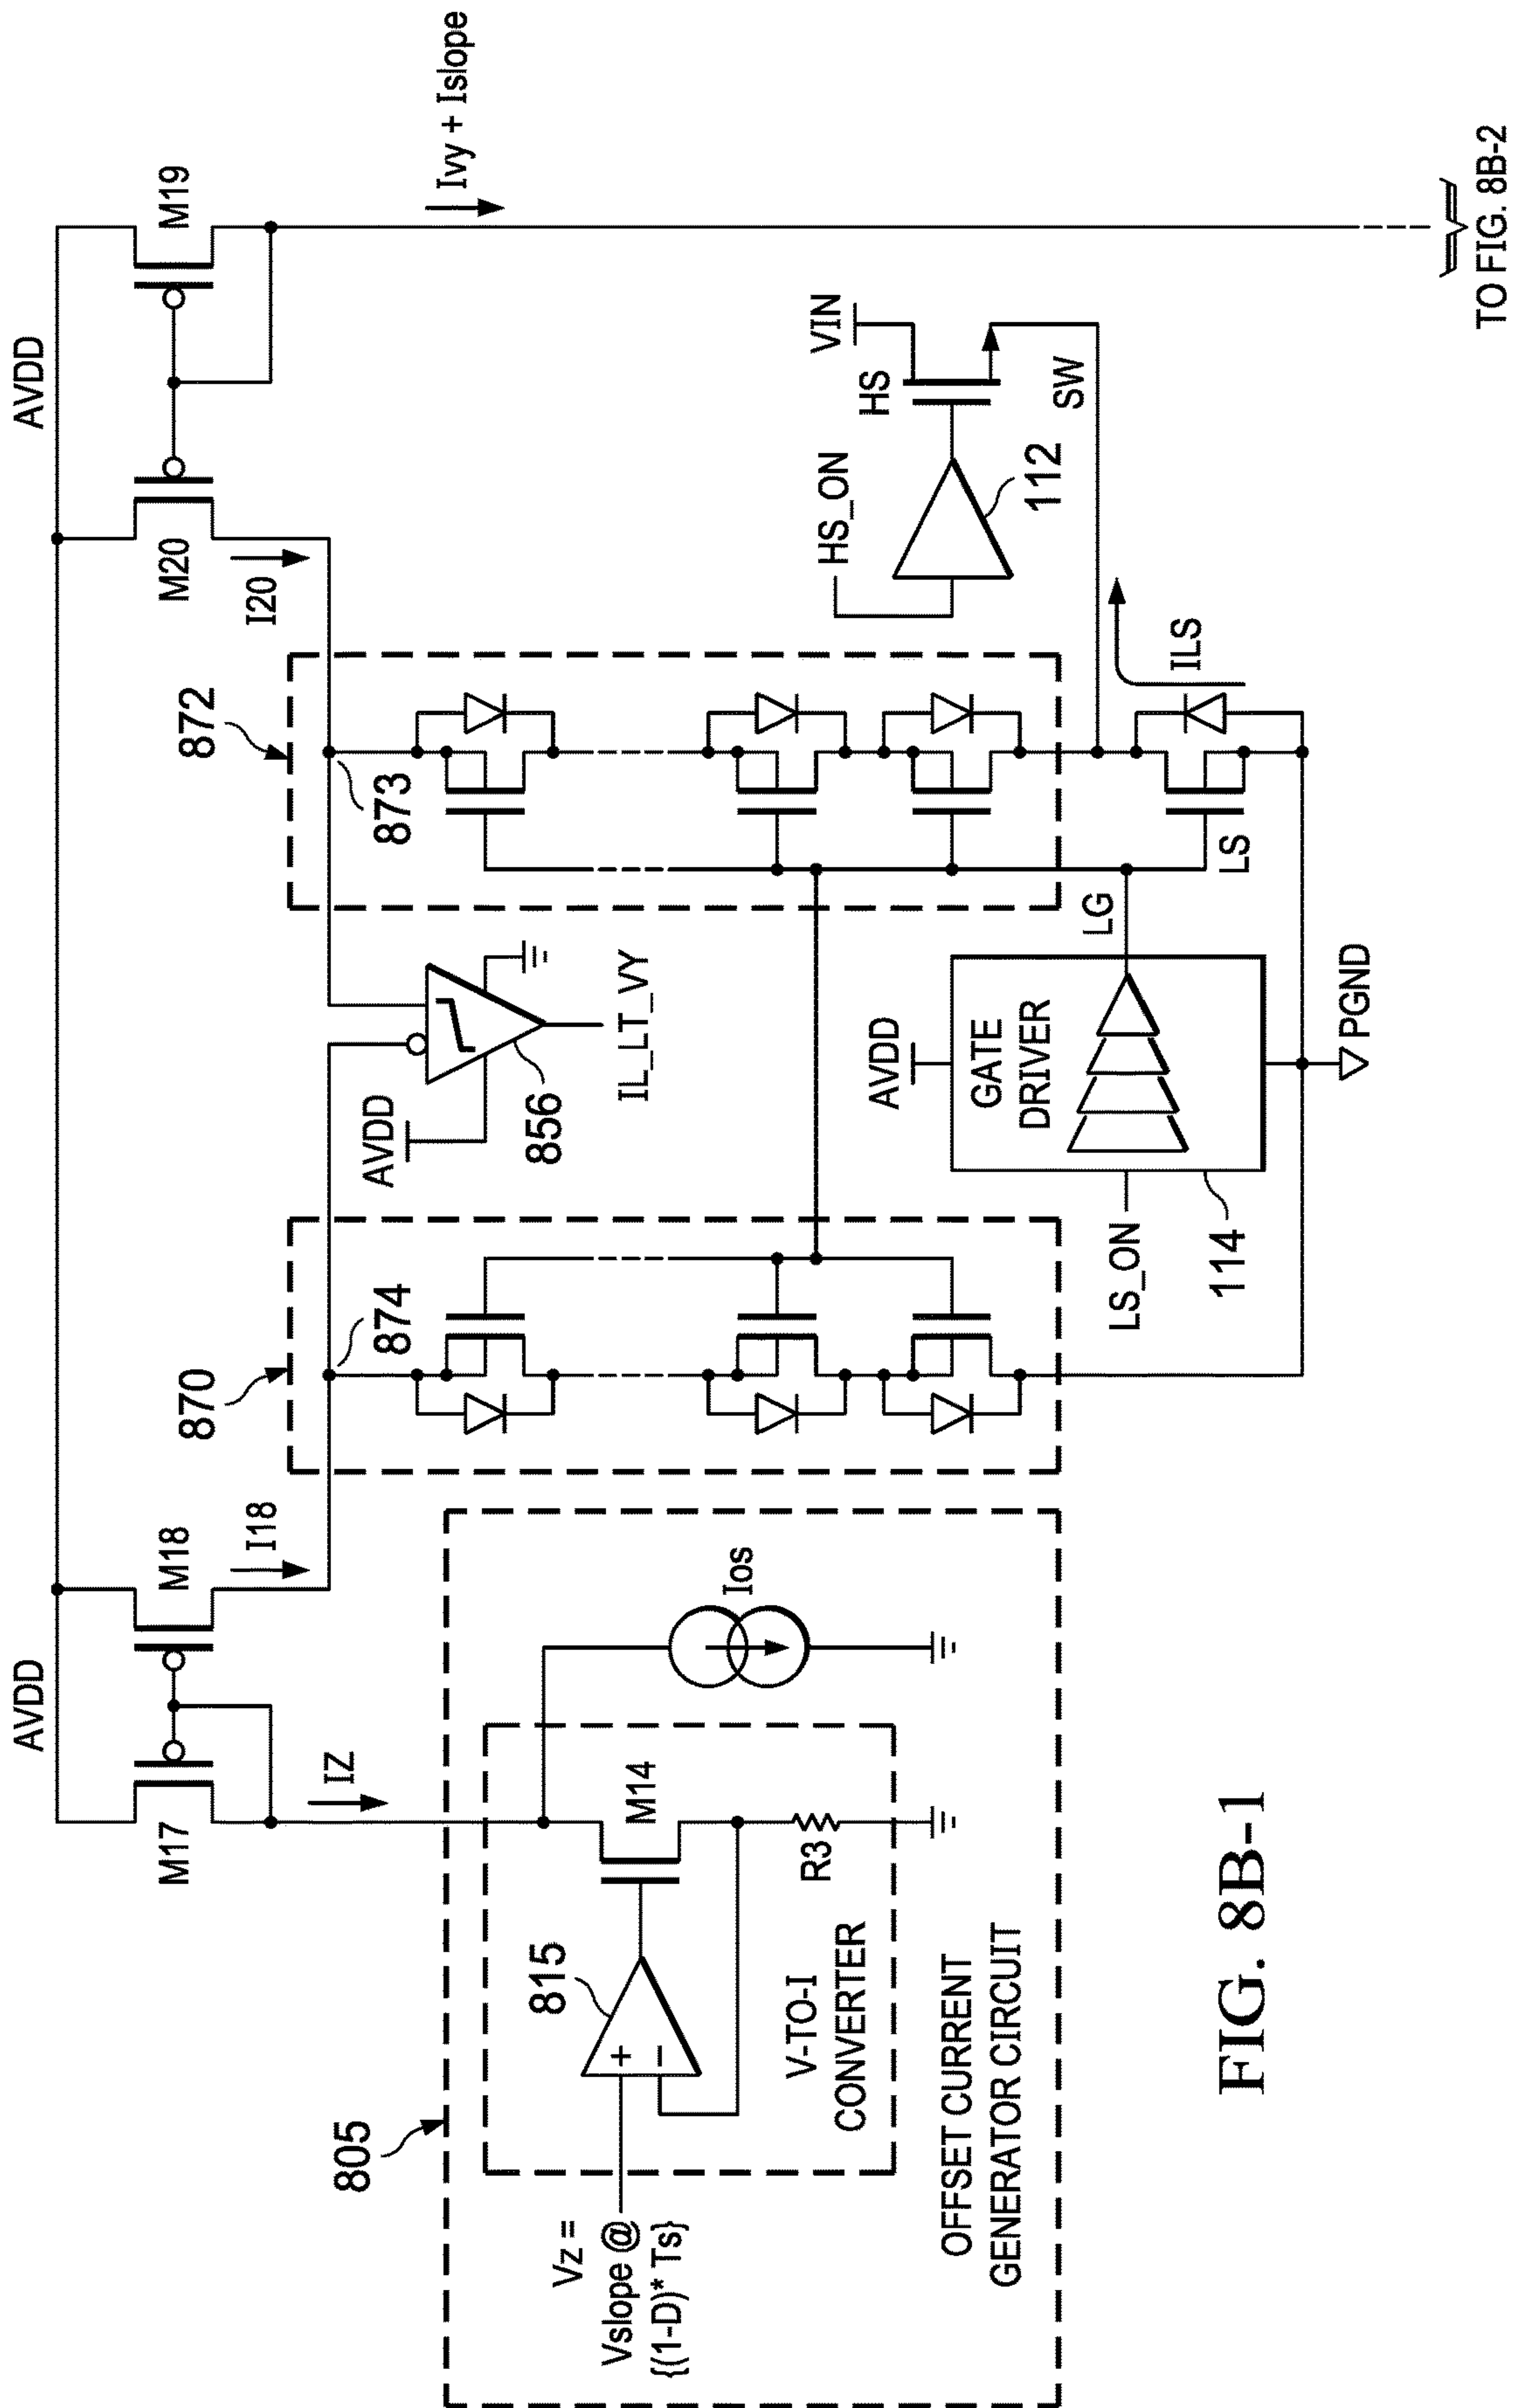 AVDD
AVDD
M17
M18
M20
M19
IZ
I18
I20
Ivy + Islope
870
872
874
873
805
Vz =
Vslope @
{(1-D)* Ts}
815
M14
R3
V-TO-I
CONVERTER
Ios
OFFSET CURRENT
GENERATOR CIRCUIT
AVDD
856
IL_LT_VY
HS_ON
VIN
HS
112
SW
AVDD
GATE
DRIVER
LS_ON
114
LG
LS
ILS
PGND
TO FIG. 8B-2
FIG. 8B-1